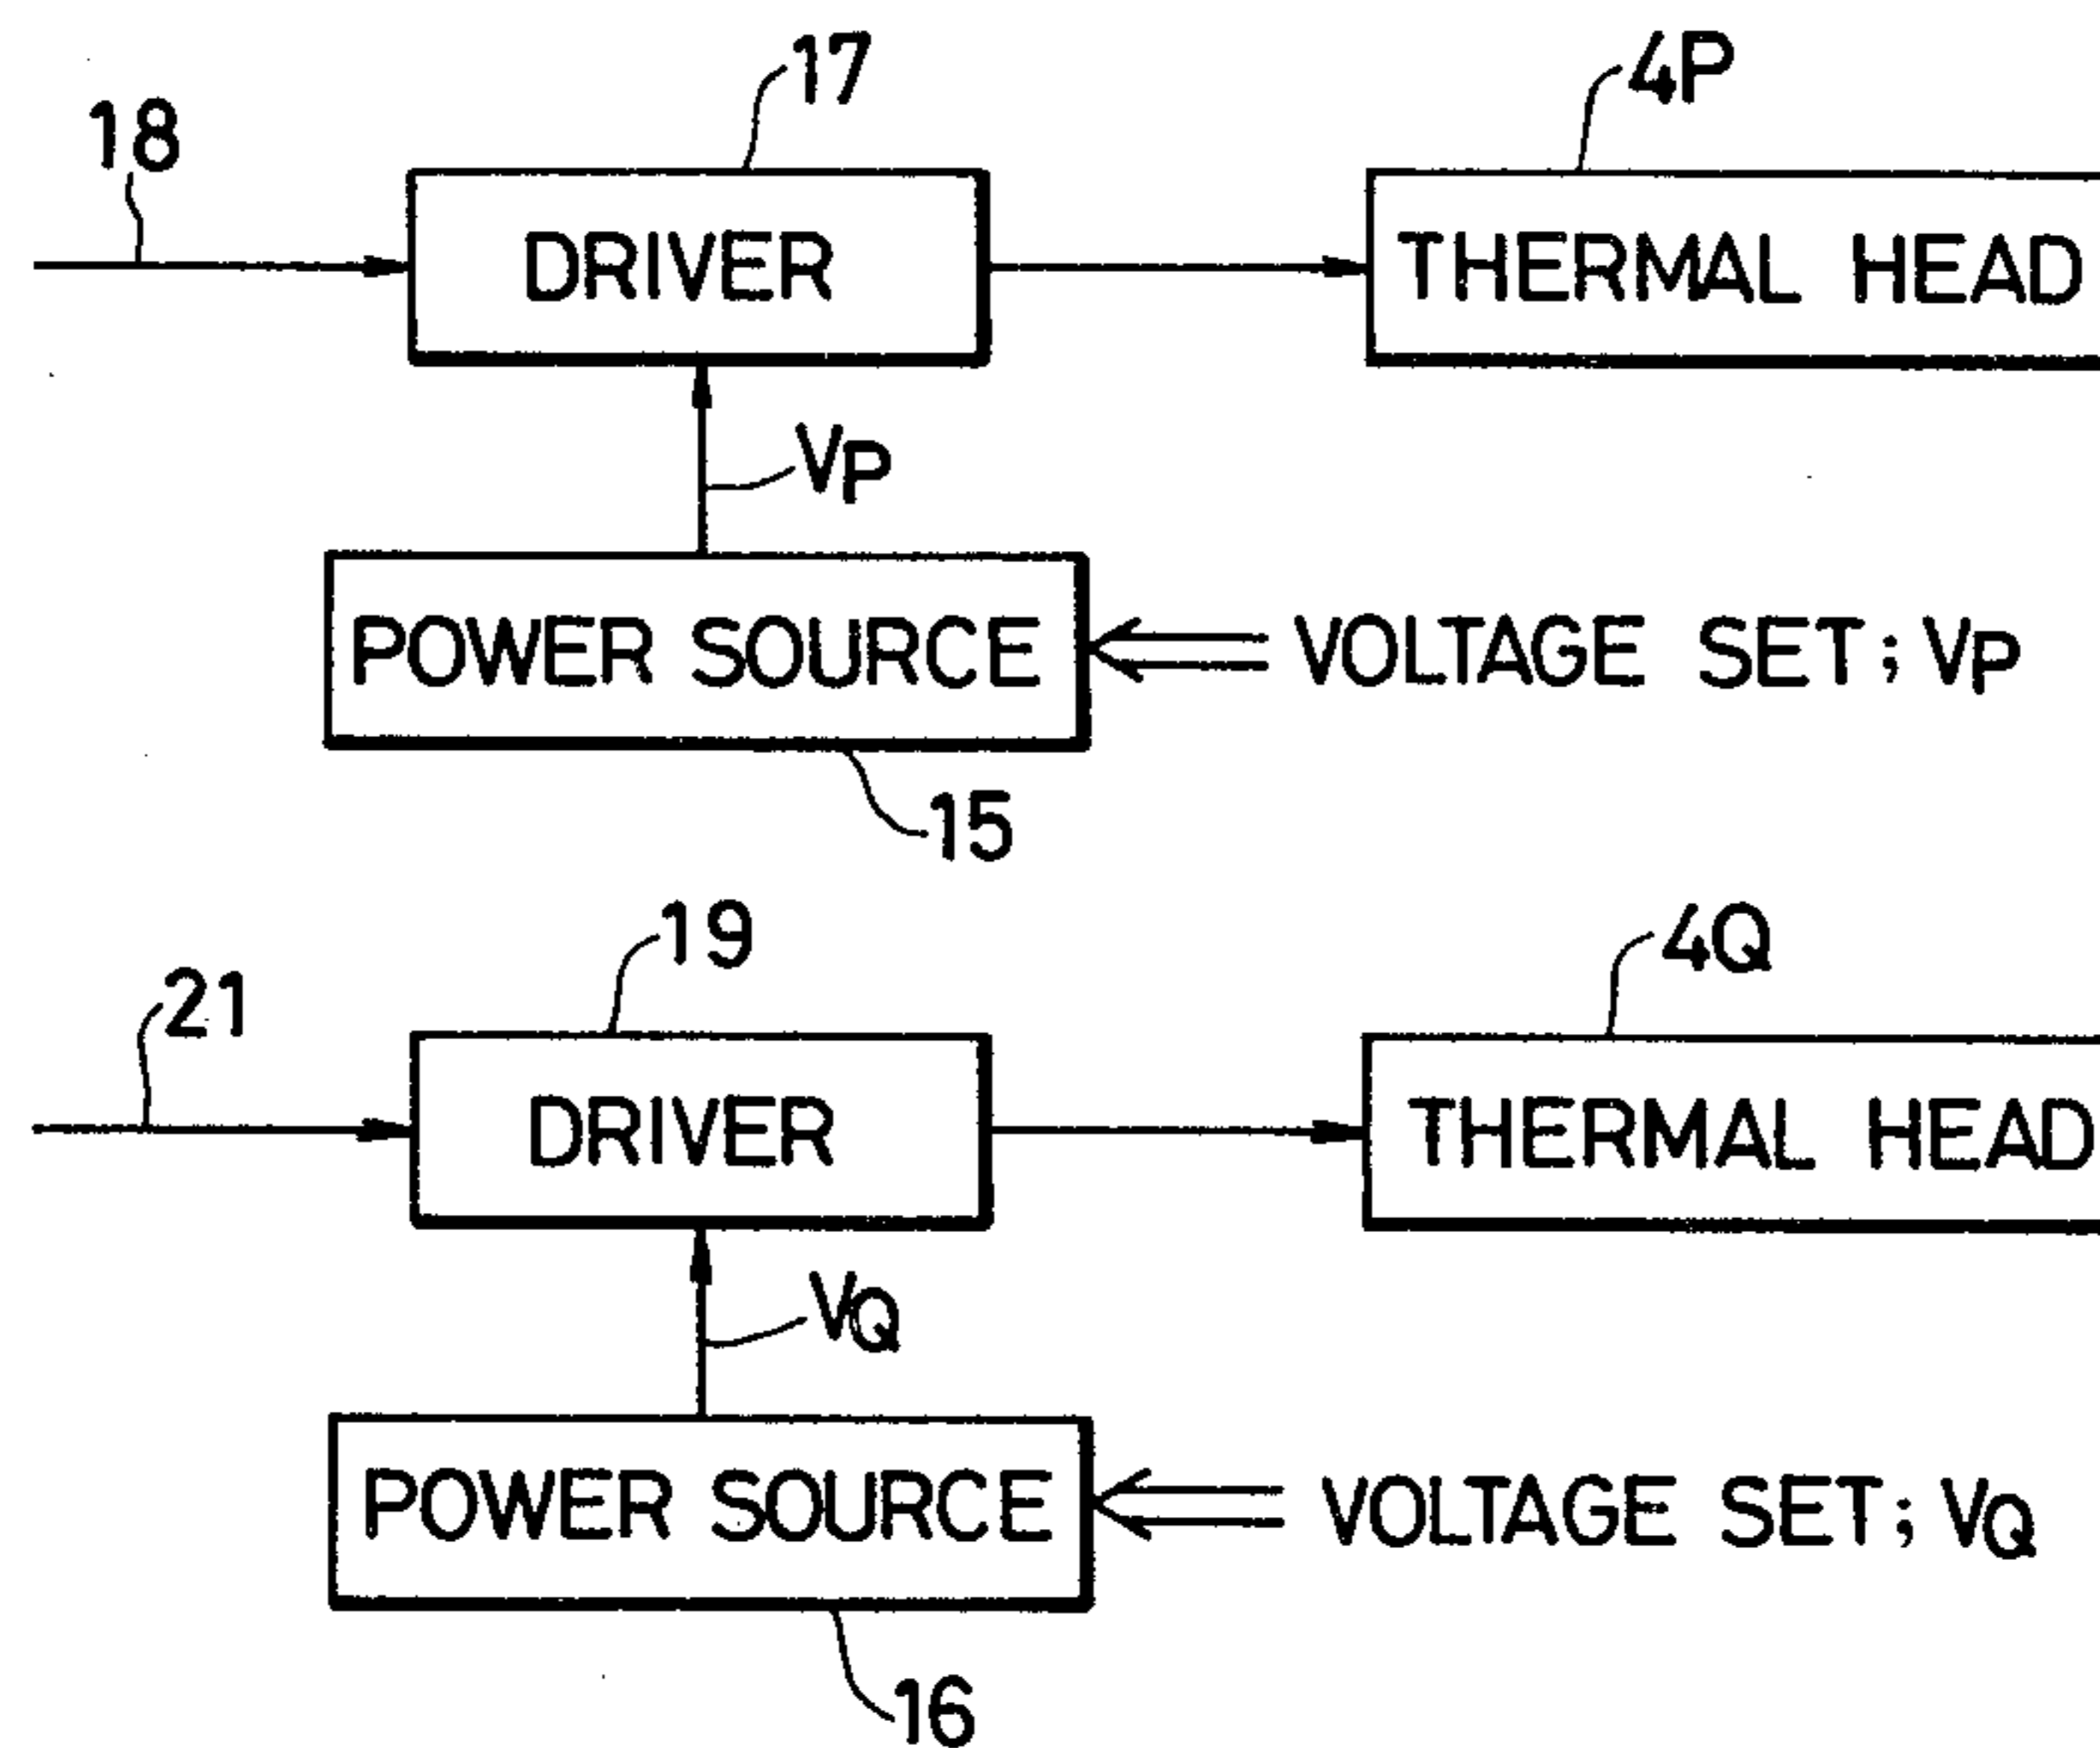 17
4P
18
DRIVER
THERMAL HEAD
VP
POWER SOURCE
VOLTAGE SET; VP
15
19
4Q
21
DRIVER
THERMAL HEAD
VQ
POWER SOURCE
VOLTAGE SET; VQ
16